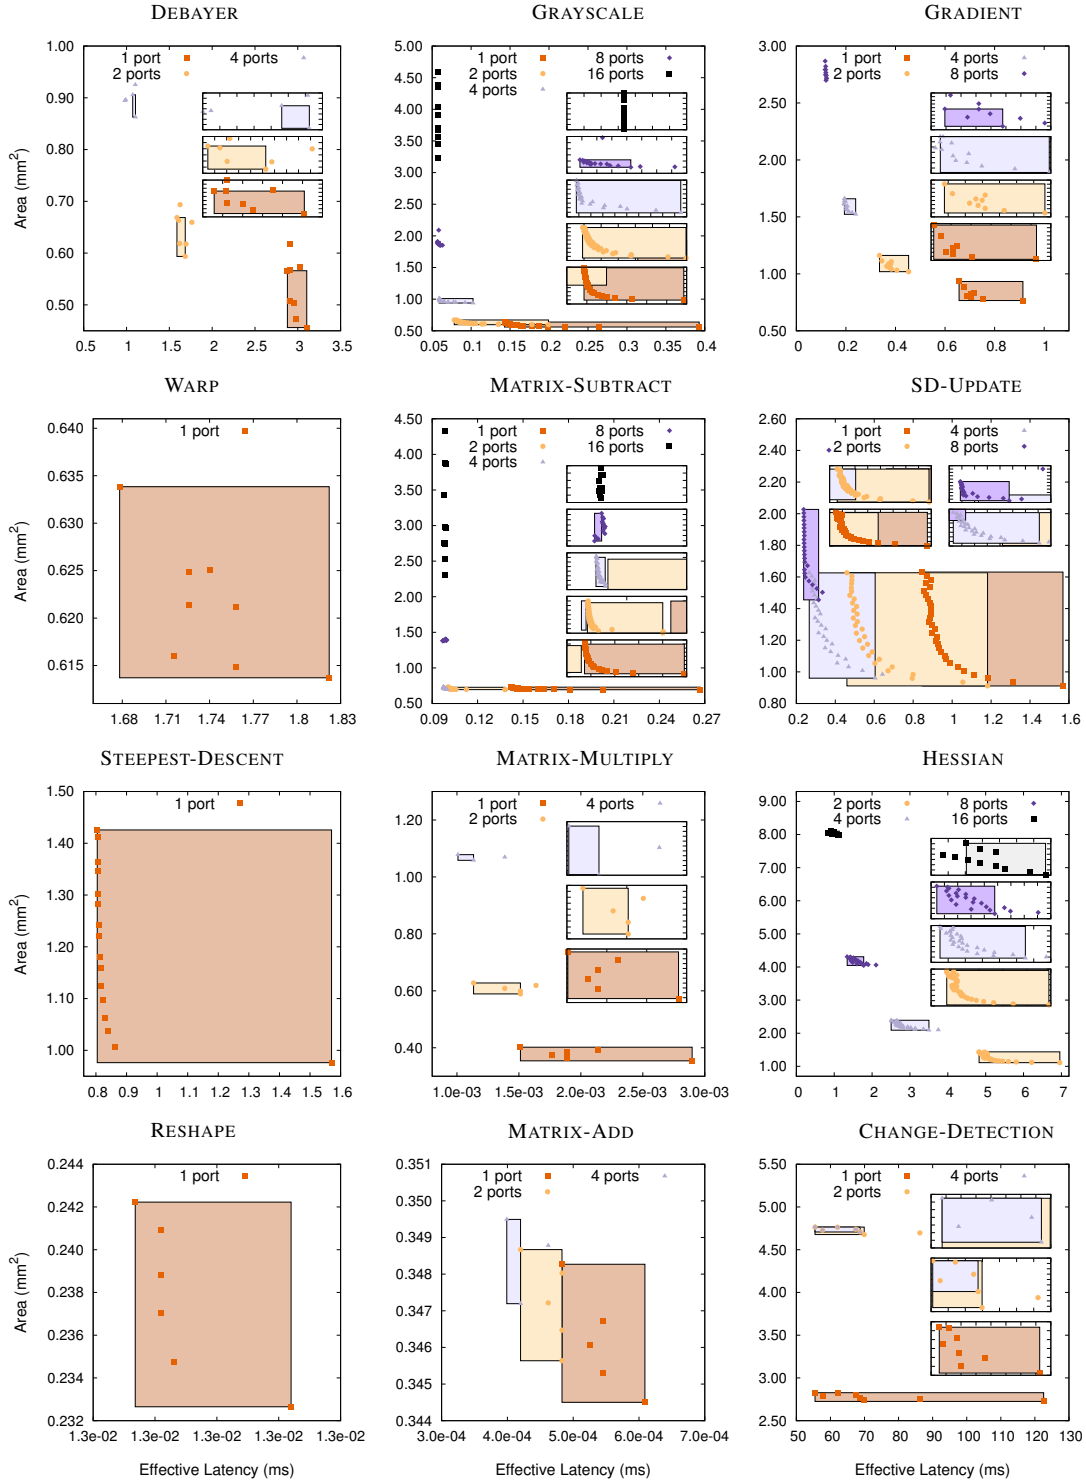 DEBAYER
GRAYSCALE
GRADIENT
Area (mm²)
1.00
0.90
0.80
0.70
0.60
0.50
1 port
2 ports
4 ports
0.5 1 1.5 2 2.5 3 3.5
5.00
4.50
4.00
3.50
3.00
2.50
2.00
1.50
1.00
0.50
1 port
2 ports
4 ports
8 ports
16 ports
0.05 0.1 0.15 0.2 0.25 0.3 0.35 0.4
3.00
2.50
2.00
1.50
1.00
0.50
1 port
2 ports
4 ports
8 ports
0 0.2 0.4 0.6 0.8 1
WARP
MATRIX-SUBTRACT
SD-UPDATE
Area (mm²)
0.640
0.635
0.630
0.625
0.620
0.615
1 port
1.68 1.71 1.74 1.77 1.8 1.83
4.50
4.00
3.50
3.00
2.50
2.00
1.50
1.00
0.50
1 port
2 ports
4 ports
8 ports
16 ports
0.09 0.12 0.15 0.18 0.21 0.24 0.27
2.60
2.40
2.20
2.00
1.80
1.60
1.40
1.20
1.00
0.80
1 port
2 ports
4 ports
8 ports
0.2 0.4 0.6 0.8 1 1.2 1.4 1.6
STEEPEST-DESCENT
MATRIX-MULTIPLY
HESSIAN
Area (mm²)
1.50
1.40
1.30
1.20
1.10
1.00
1 port
0.8 0.9 1 1.1 1.2 1.3 1.4 1.5 1.6
1.20
1.00
0.80
0.60
0.40
1 port
2 ports
4 ports
1.0e-03 1.5e-03 2.0e-03 2.5e-03 3.0e-03
9.00
8.00
7.00
6.00
5.00
4.00
3.00
2.00
1.00
2 ports
4 ports
8 ports
16 ports
0 1 2 3 4 5 6 7
RESHAPE
MATRIX-ADD
CHANGE-DETECTION
Area (mm²)
0.244
0.242
0.240
0.238
0.236
0.234
0.232
1 port
1.3e-02 1.3e-02 1.3e-02 1.3e-02 1.3e-02
Effective Latency (ms)
0.351
0.350
0.349
0.348
0.347
0.346
0.345
0.344
1 port
2 ports
4 ports
3.0e-04 4.0e-04 5.0e-04 6.0e-04 7.0e-04
Effective Latency (ms)
5.50
5.00
4.50
4.00
3.50
3.00
2.50
1 port
2 ports
4 ports
50 60 70 80 90 100 110 120 130
Effective Latency (ms)